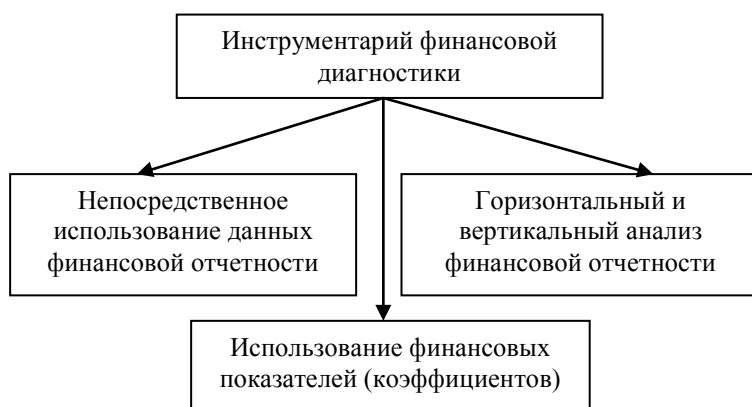 Инструментарий финансовой
диагностики
Непосредственное
использование данных
финансовой отчетности
Горизонтальный и
вертикальный анализ
финансовой отчетности
Использование финансовых
показателей (коэффициентов)